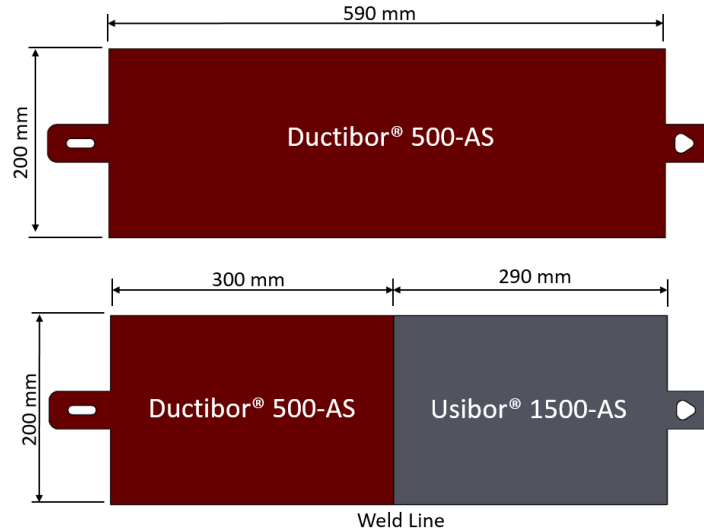 590 mm
200 mm
Ductibor® 500-AS
300 mm
290 mm
200 mm
Ductibor® 500-AS
Usibor® 1500-AS
Weld Line